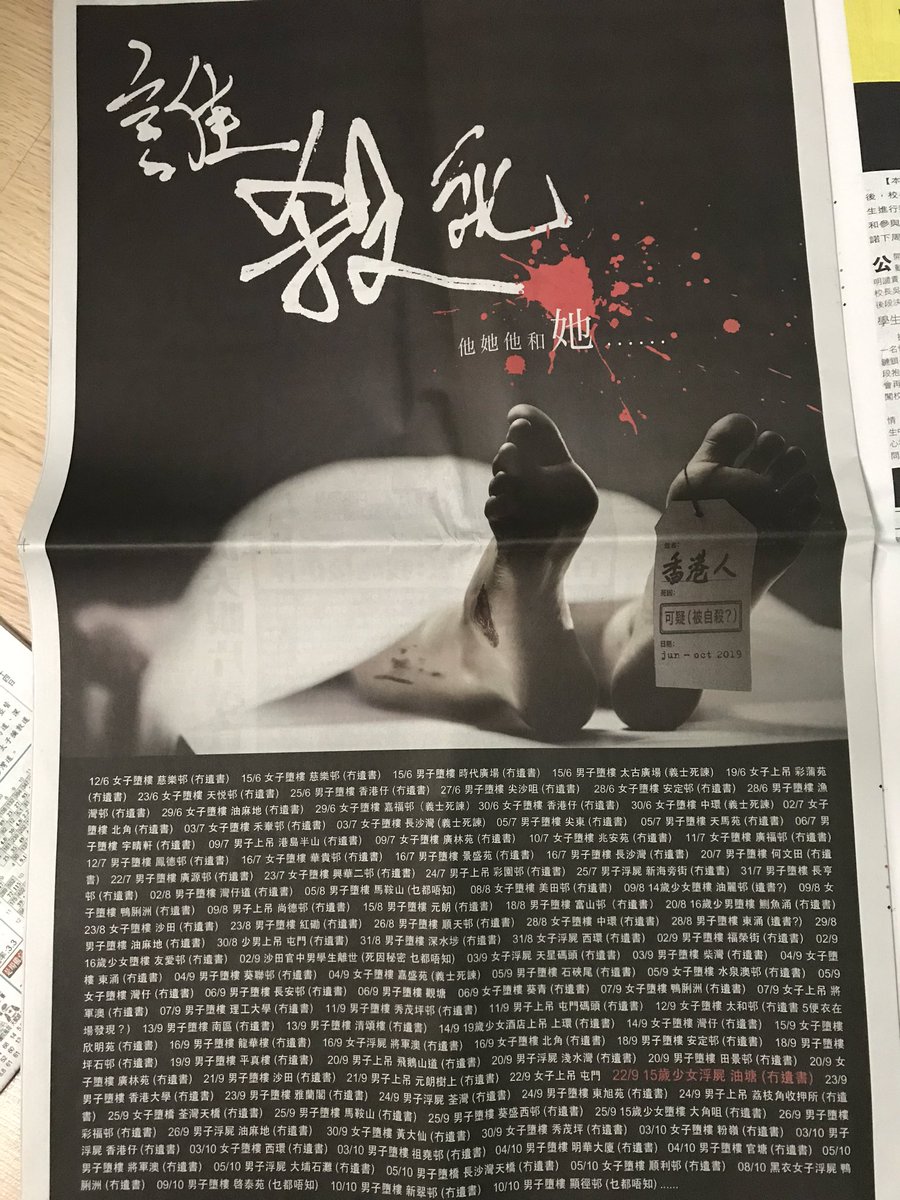 誰
殺死
他她他和她……
姓名:
香港人
死因:
可疑(被自殺?)
日期:
jun - oct 2019
12/6 女子墮樓 慈樂邨 (冇遺書) 15/6 女子墮樓 慈樂邨 (冇遺書) 15/6 男子墮樓 時代廣場 (冇遺書) 15/6 男子墮樓 太古廣場 (義士死諫) 19/6 女子上吊 彩蒲苑
(冇遺書) 23/6 女子墮樓 天悅邨 (冇遺書) 25/6 男子墮樓 香港仔 (冇遺書) 27/6 男子墮樓 尖沙咀 (冇遺書) 28/6 女子墮樓 安定邨 (冇遺書) 28/6 男子墮樓 漁
灣邨 (冇遺書) 29/6 女子墮樓 油麻地 (冇遺書) 29/6 女子墮樓 嘉福邨 (義士死諫) 30/6 女子墮樓 香港仔 (冇遺書) 30/6 女子墮樓 中環 (義士死諫) 02/7 女子
墮樓 北角 (冇遺書) 03/7 女子墮樓 禾輋邨 (冇遺書) 03/7 女子墮樓 長沙灣 (冇遺書) 05/7 男子墮樓 尖東 (冇遺書) 05/7 男子墮樓 天馬苑 (冇遺書) 06/7 男
子墮樓 宇晴軒 (冇遺書) 09/7 男子上吊 港島半山 (冇遺書) 09/7 女子墮樓 廣林苑 (冇遺書) 10/7 女子墮樓 兆安苑 (冇遺書) 11/7 女子墮樓 廣福邨 (冇遺書)
12/7 男子墮樓 鳳德邨 (冇遺書) 16/7 女子墮樓 華貴邨 (冇遺書) 16/7 男子墮樓 景盛苑 (冇遺書) 16/7 男子墮樓 長沙灣 (冇遺書) 20/7 男子墮樓 何文田 (冇遺
書) 22/7 男子墮樓 廣源邨 (冇遺書) 23/7 女子墮樓 興華二邨 (冇遺書) 24/7 男子上吊 彩園邨 (冇遺書) 25/7 男子浮屍 新海旁街 (冇遺書) 31/7 男子墮樓 長亨
邨 (冇遺書) 02/8 男子墮樓 灣仔道 (冇遺書) 05/8 男子墮樓 馬鞍山 (乜都唔知) 08/8 女子墮樓 美田邨 (冇遺書) 09/8 14歲少女墮樓 油麗邨 (遺書?) 09/8 女
子墮樓 鴨脷洲 (冇遺書) 09/8 男子上吊 尚德邨 (冇遺書) 15/8 男子墮樓 元朗 (冇遺書) 18/8 男子墮樓 富山邨 (冇遺書) 20/8 16歲少男墮樓 鰂魚涌 (冇遺書)
23/8 女子墮樓 沙田 (冇遺書) 23/8 男子墮樓 紅磡 (冇遺書) 26/8 男子墮樓 順天邨 (冇遺書) 28/8 女子墮樓 中環 (冇遺書) 28/8 男子墮樓 東涌 (遺書?) 29/8
男子墮樓 油麻地 (冇遺書) 30/8 少男上吊 屯門 (冇遺書) 31/8 男子墮樓 深水埗 (冇遺書) 31/8 女子浮屍 西環 (冇遺書) 02/9 男子墮樓 福榮街 (冇遺書) 02/9
16歲少女墮樓 友愛邨 (冇遺書) 02/9 沙田官中男學生離世 (死因秘密 乜都唔知) 03/9 女子浮屍 天星碼頭 (冇遺書) 03/9 男子墮樓 柴灣 (冇遺書) 04/9 女子墮
樓 東涌 (冇遺書) 04/9 男子墮樓 葵聯邨 (冇遺書) 04/9 女子墮樓 嘉盛苑 (義士死諫) 05/9 男子墮樓 石硤尾 (冇遺書) 05/9 女子墮樓 水泉澳邨 (冇遺書) 05/9
女子墮樓 灣仔 (冇遺書) 06/9 男子墮樓 長安邨 (冇遺書) 06/9 男子墮樓 觀塘 (冇遺書) 06/9 女子墮樓 葵青 (冇遺書) 07/9 女子墮樓 鴨脷洲 (冇遺書) 07/9 女子上吊 將
軍澳 (冇遺書) 07/9 男子墮樓 理工大學 (冇遺書) 11/9 男子墮樓 秀茂坪邨 (冇遺書) 11/9 男子上吊 屯門碼頭 (冇遺書) 12/9 女子墮樓 太和邨 (冇遺書 5便衣在
場發現?) 13/9 男子墮樓 南區 (冇遺書) 13/9 男子墮樓 清頌樓 (冇遺書) 14/9 19歲少女酒店上吊 上環 (冇遺書) 14/9 女子墮樓 灣仔 (冇遺書) 15/9 女子墮樓
欣明苑 (冇遺書) 16/9 男子墮樓 龍華樓 (冇遺書) 16/9 女子浮屍 將軍澳 (冇遺書) 16/9 女子墮樓 北角 (冇遺書) 18/9 男子墮樓 安定邨 (冇遺書) 18/9 男子墮樓
坪石邨 (冇遺書) 19/9 男子墮樓 平真樓 (冇遺書) 20/9 男子上吊 飛鵝山道 (冇遺書) 20/9 男子浮屍 淺水灣 (冇遺書) 20/9 男子墮樓 田景邨 (冇遺書) 20/9 女
子墮樓 廣林苑 (冇遺書) 21/9 男子墮樓 沙田 (冇遺書) 21/9 男子上吊 元朗樹上 (冇遺書) 22/9 女子上吊 屯門 22/9 15歲少女浮屍 油塘 (冇遺書) 23/9
男子墮樓 香港大學 (冇遺書) 23/9 男子墮樓 雅蘭閣 (冇遺書) 24/9 男子浮屍 荃灣 (冇遺書) 24/9 男子墮樓 東旭苑 (冇遺書) 24/9 男子上吊 荔枝角收押所 (冇遺
書) 25/9 女子墮橋 荃灣天橋 (冇遺書) 25/9 男子墮樓 馬鞍山 (冇遺書) 25/9 男子墮樓 葵盛西邨 (冇遺書) 25/9 15歲少女墮樓 大角咀 (冇遺書) 26/9 男子墮樓
彩福邨 (冇遺書) 26/9 男子浮屍 油麻地 (冇遺書) 30/9 女子墮樓 黃大仙 (冇遺書) 30/9 女子墮樓 秀茂坪 (冇遺書) 03/10 女子墮樓 粉嶺 (冇遺書) 03/10 男子
浮屍 香港仔 (冇遺書) 03/10 女子墮樓 西環 (冇遺書) 03/10 男子墮樓 祖堯邨 (冇遺書) 04/10 男子墮樓 明華大廈 (冇遺書) 04/10 男子墮樓 官塘 (冇遺書) 05/10
男子墮樓 將軍澳 (冇遺書) 05/10 男子浮屍 大埔石灘 (冇遺書) 05/10 男子墮橋 長沙灣天橋 (冇遺書) 05/10 女子墮樓 順利邨 (冇遺書) 08/10 黑衣女子浮屍 鴨
脷洲 (冇遺書) 09/10 男子墮樓 啓泰苑 (乜都唔知) 10/10 男子墮樓 新翠邨 (冇遺書) 10/10 男子墮樓 顯徑邨 (乜都唔知) ......